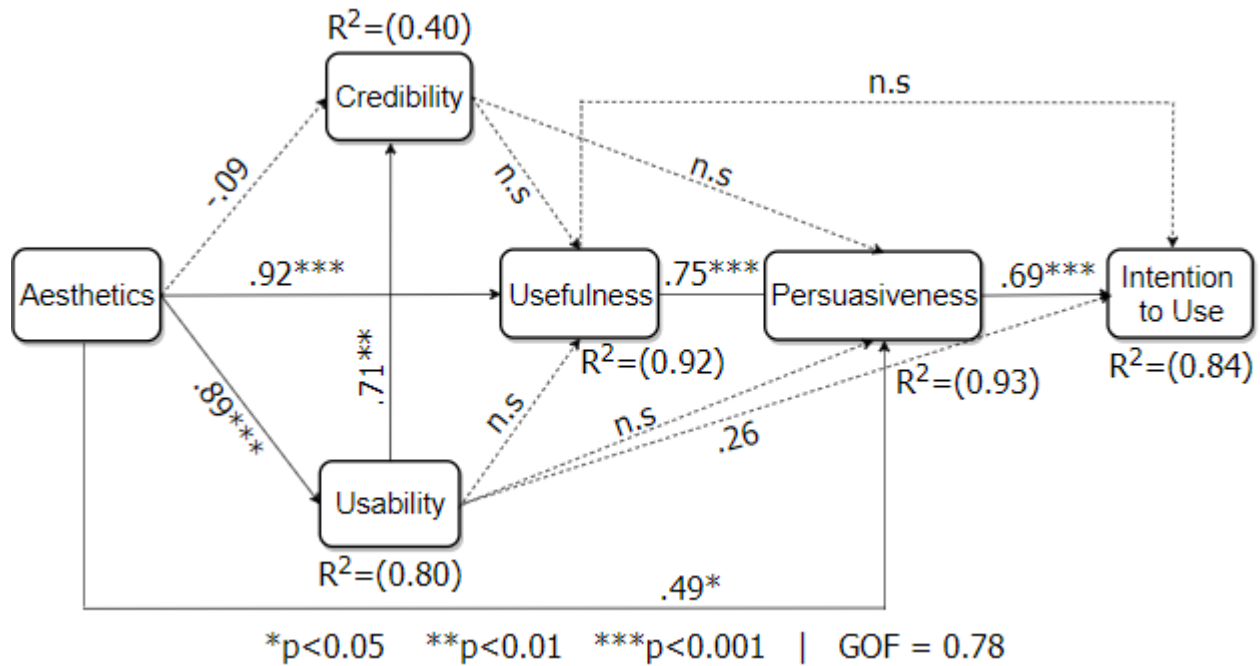 R²=(0.40)
Credibility
n.s
-.09
n.s
n.s
Aesthetics
.92***
Usefulness
.75***
Persuasiveness
.69***
Intention
to Use
R²=(0.92)
R²=(0.93)
R²=(0.84)
.71**
.89***
n.s
n.s
.26
Usability
R²=(0.80)
.49*
*p<0.05 **p<0.01 ***p<0.001 | GOF = 0.78